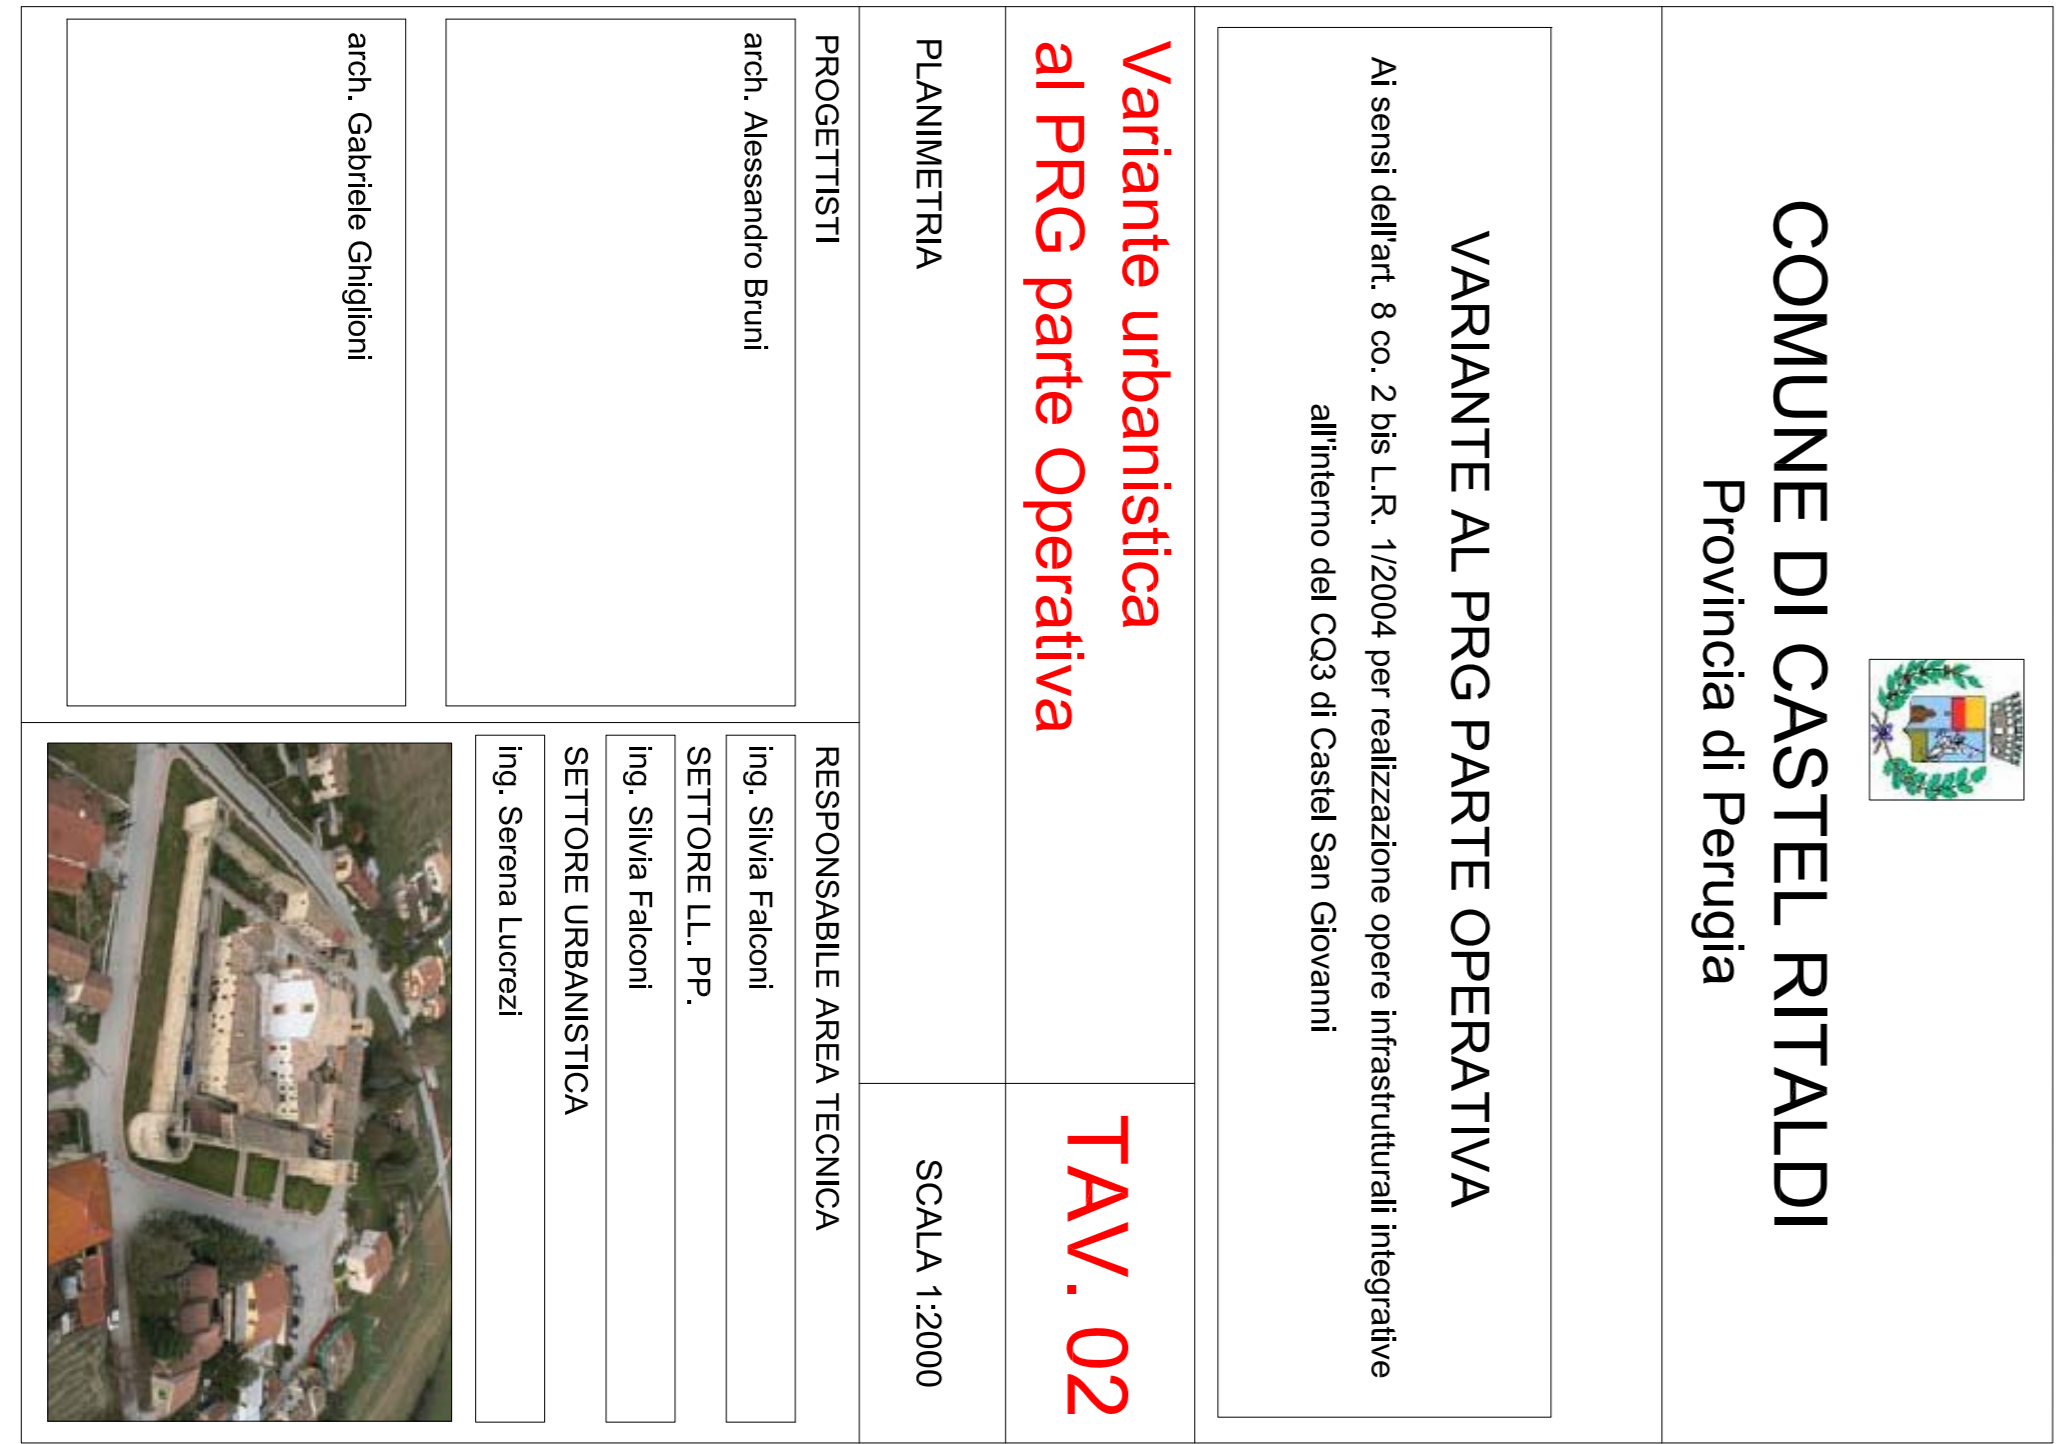 COMUNE DI CASTEL RITALDI
Provincia di Perugia
VARIANTE AL PRG PARTE OPERATIVA
Ai sensi dell'art. 8 co. 2 bis L.R. 1/2004 per realizzazione opere infrastrutturali integrative
all'interno del CQ3 di Castel San Giovanni
Variante urbanistica
al PRG parte Operativa
TAV. 02
PLANIMETRIA
SCALA 1:2000
PROGETTISTI
arch. Alessandro Bruni
arch. Gabriele Ghiglioni
RESPONSABILE AREA TECNICA
ing. Silvia Falconi
SETTORE LL. PP.
ing. Silvia Falconi
SETTORE URBANISTICA
ing. Serena Lucrezi